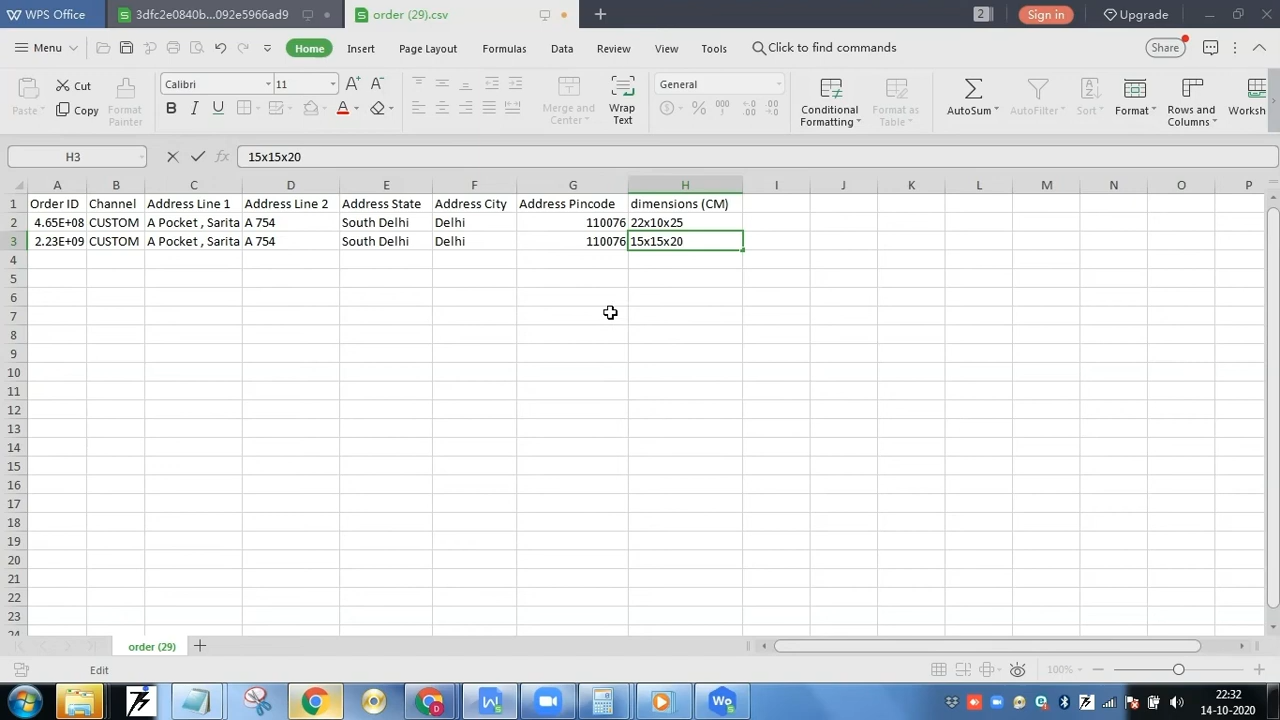 WPS Office 3dfc2e0840b...092e5966ad9 order (29).csv 2 Sign in Upgrade
Menu Home Insert Page Layout Formulas Data Review View Tools Click to find commands Share
Paste Cut Copy Format Painter Calibri 11 Merge and Center Wrap Text General Conditional Formatting Format as Table AutoSum AutoFilter Sort Format Rows and Columns Worksh
H3 15x15x20
A B C D E F G H I J K L M N O P
1 Order ID Channel Address Line 1 Address Line 2 Address State Address City Address Pincode dimensions (CM)
2 4.65E+08 CUSTOM A Pocket , Sarita A 754 South Delhi Delhi 110076 22x10x25
3 2.23E+09 CUSTOM A Pocket , Sarita A 754 South Delhi Delhi 110076 15x15x20
4
5
6
7
8
9
10
11
12
13
14
15
16
17
18
19
20
21
22
23
24
order (29)
Edit 100%
22:32
14-10-2020